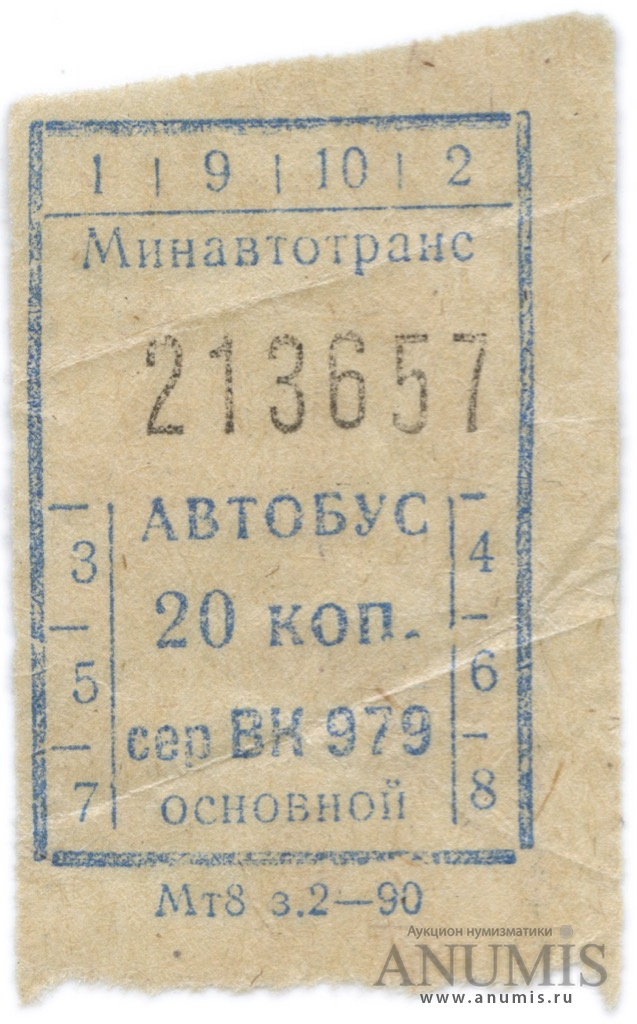 1 | 9 | 10 | 2
Минавтотранс
213657
АВТОБУС
3
4
20 коп.
5
6
сер ВК 979
7
8
основной
Мт8 з.2—90
Аукцион нумизматики
ANUMIS
www.anumis.ru